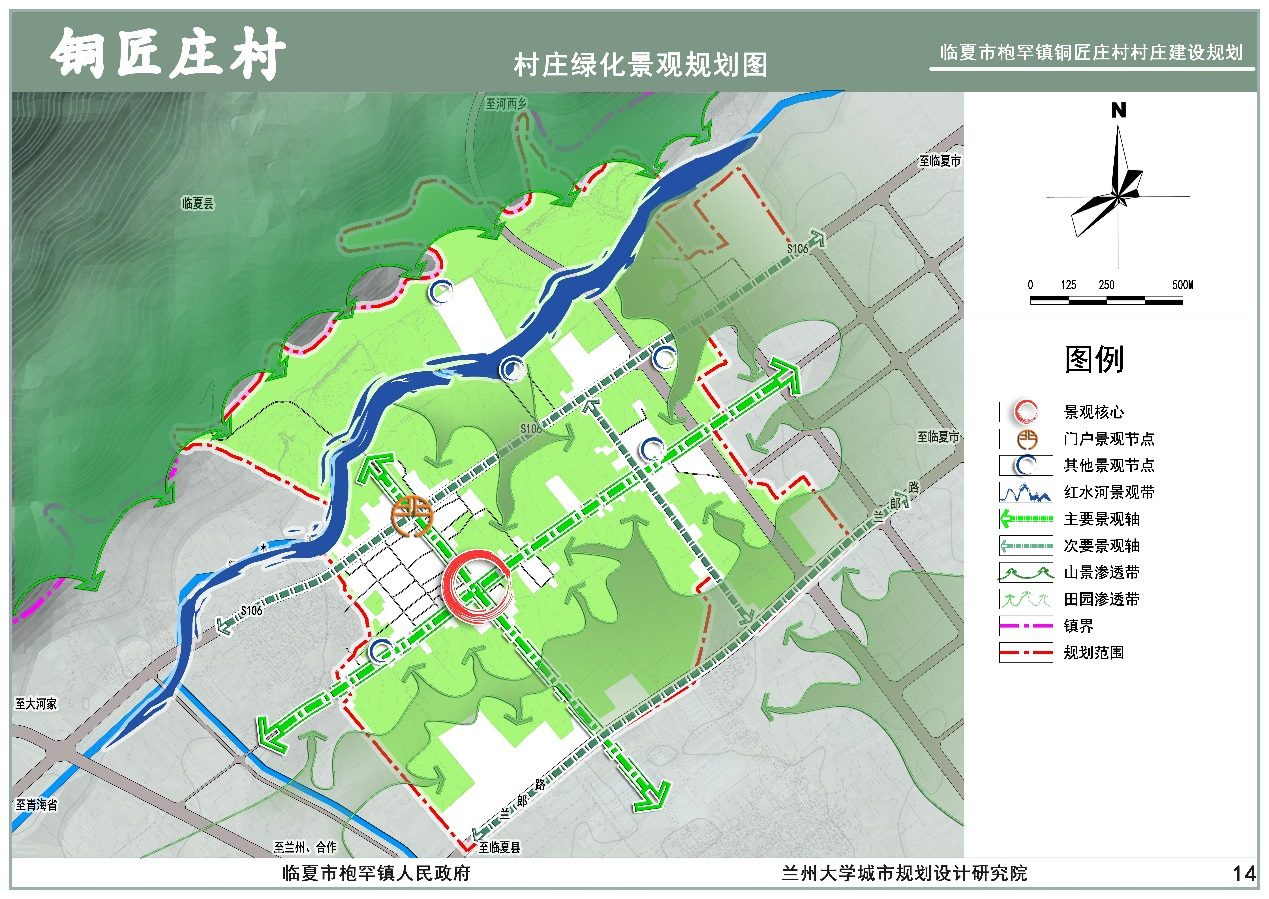 铜匠庄村
村庄绿化景观规划图
临夏市枹罕镇铜匠庄村村庄建设规划
至河西乡
N
至临夏市
临夏县
S106
0 125 250 500M
图例
景观核心
门户景观节点
其他景观节点
红水河景观带
主要景观轴
次要景观轴
山景渗透带
田园渗透带
镇界
规划范围
S106
至临夏市
兰郎路
S106
至大河家
至青海省
兰郎路
至兰州、合作
至临夏县
临夏市枹罕镇人民政府
兰州大学城市规划设计研究院
14